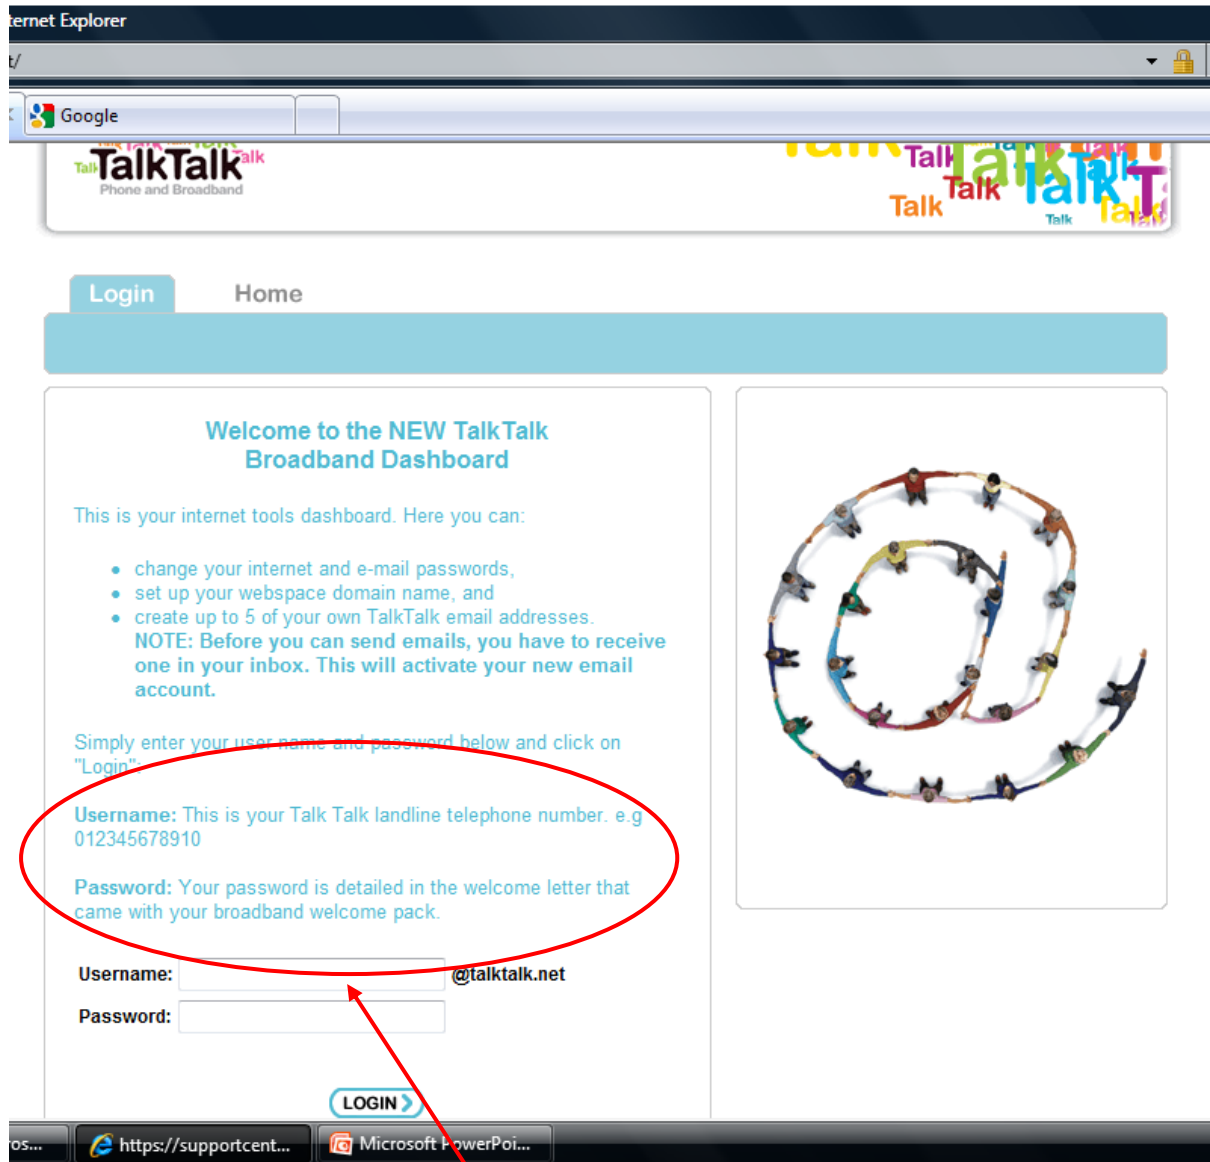 ternet Explorer
t/
Google
Talk TalkTalk Talk
Phone and Broadband
Talk Talk Talk Talk Talk Talk
Login Home
Welcome to the NEW TalkTalk
Broadband Dashboard
This is your internet tools dashboard. Here you can:
• change your internet and e-mail passwords,
• set up your webspace domain name, and
• create up to 5 of your own TalkTalk email addresses.
NOTE: Before you can send emails, you have to receive
one in your inbox. This will activate your new email
account.
Simply enter your user name and password below and click on
"Login":
Username: This is your Talk Talk landline telephone number. e.g
012345678910
Password: Your password is detailed in the welcome letter that
came with your broadband welcome pack.
Username: @talktalk.net
Password:
LOGIN
os... https://supportcent... Microsoft PowerPoi...